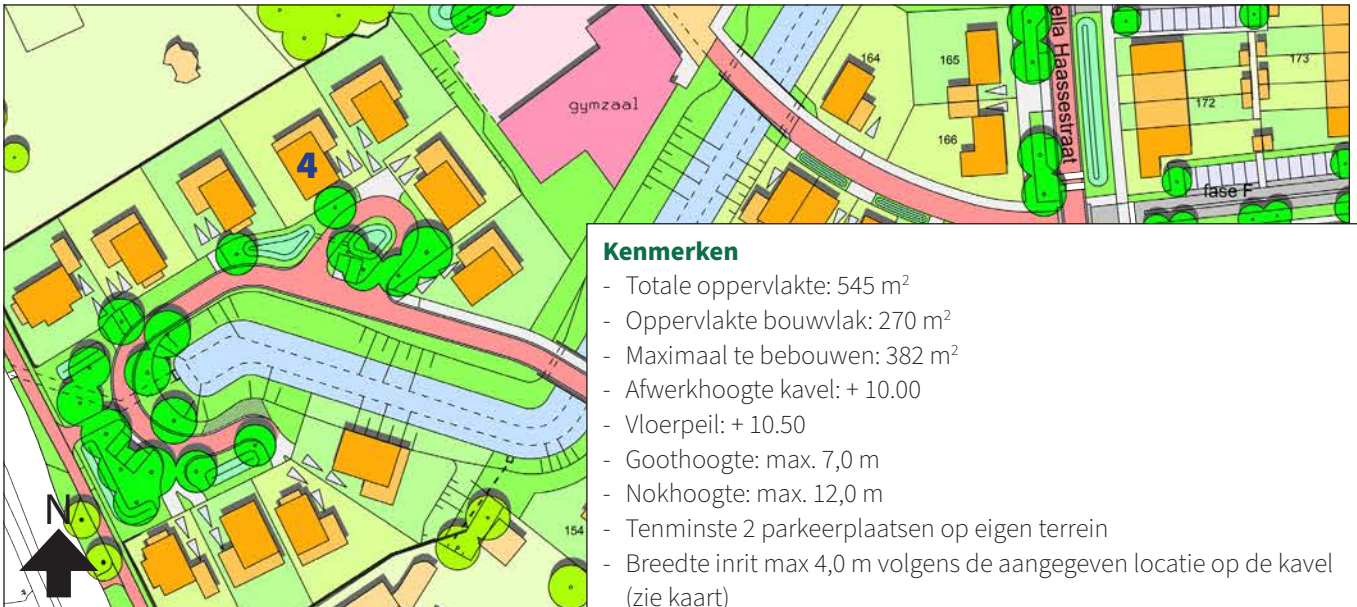 gymzaal
164
165
166
ella Haassestraat
172
173
fase F
4
154
N
Kenmerken
- Totale oppervlakte: 545 m²
- Oppervlakte bouwvlak: 270 m²
- Maximaal te bebouwen: 382 m²
- Afwerkhoogte kavel: + 10.00
- Vloerpeil: + 10.50
- Goothoogte: max. 7,0 m
- Nokhoogte: max. 12,0 m
- Tenminste 2 parkeerplaatsen op eigen terrein
- Breedte inrit max 4,0 m volgens de aangegeven locatie op de kavel
(zie kaart)